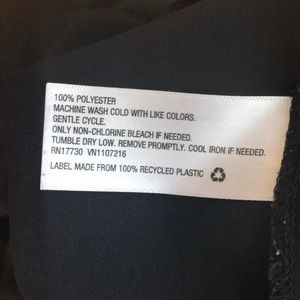 100% POLYESTER
MACHINE WASH COLD WITH LIKE COLORS.
GENTLE CYCLE.
ONLY NON-CHLORINE BLEACH IF NEEDED.
TUMBLE DRY LOW. REMOVE PROMPTLY. COOL IRON IF NEEDED.
RN17730 VN1107216
LABEL MADE FROM 100% RECYCLED PLASTIC